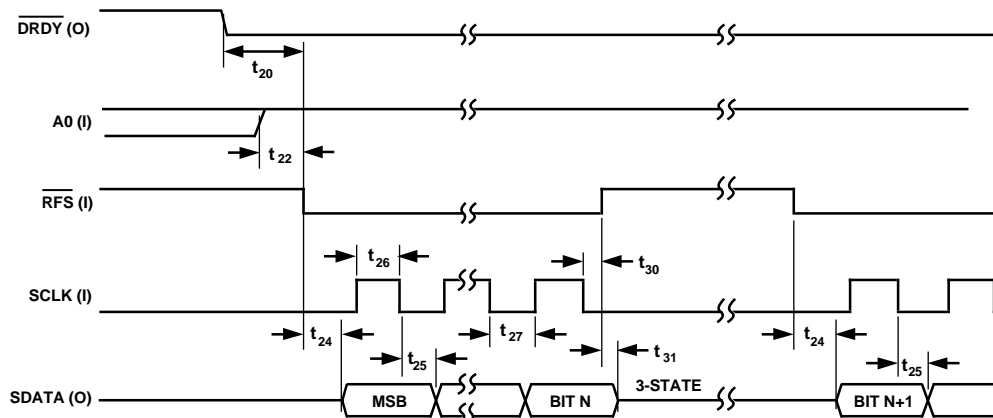 DRDY (O)
t20
A0 (I)
t22
RFS (I)
t26
t30
SCLK (I)
t24
t25
t27
t31
t24
t25
SDATA (O)
MSB
BIT N
3-STATE
BIT N+1